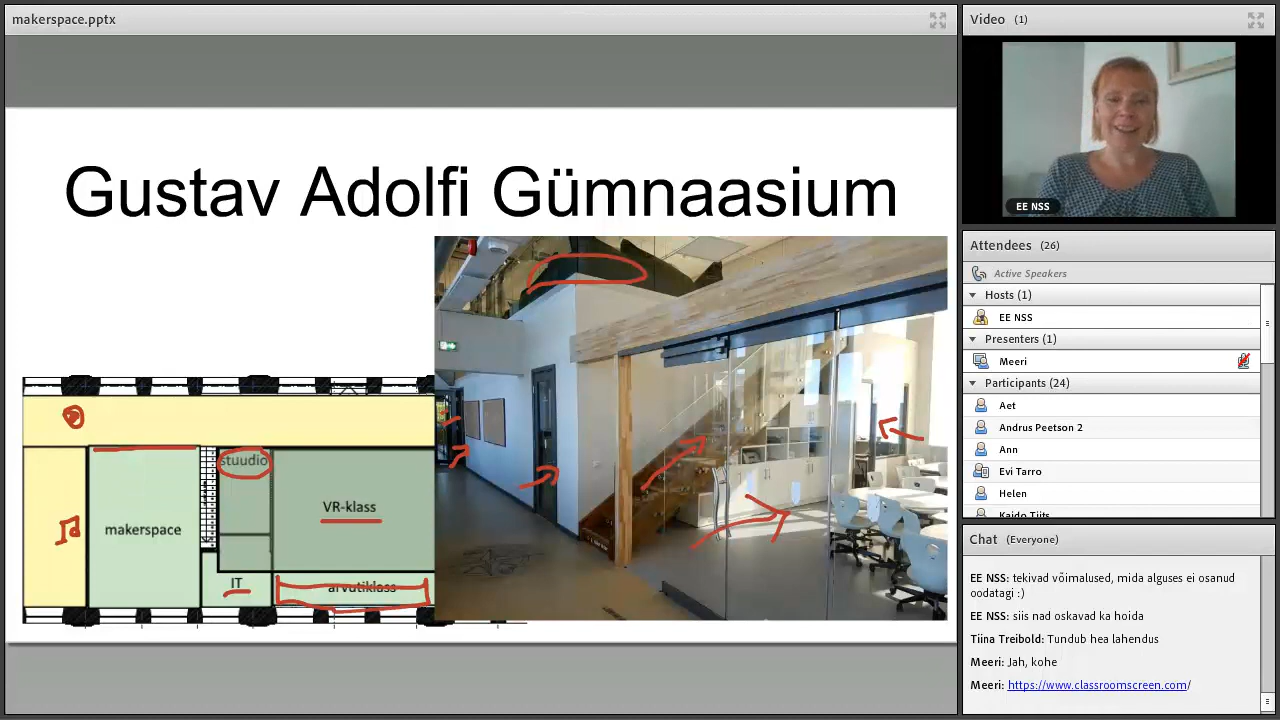 makerspace.pptx
Gustav Adolfi Gümnaasium
stuudio
VR-klass
makerspace
IT
arvutiklass
Video (1)
EE NSS
Attendees (26)
Active Speakers
Hosts (1)
EE NSS
Presenters (1)
Meeri
Participants (24)
Aet
Andrus Peetson 2
Ann
Evi Tarro
Helen
Kaido Tiits
Chat (Everyone)
EE NSS: tekivad võimalused, mida alguses ei osanud
oodatagi :)
EE NSS: siis nad oskavad ka hoida
Tiina Treibold: Tundub hea lahendus
Meeri: Jah, kohe
Meeri: https://www.classroomscreen.com/